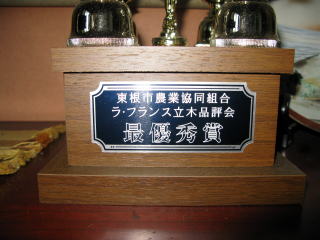 東根市農業協同組合
ラ・フランス立木品評会
最優秀賞